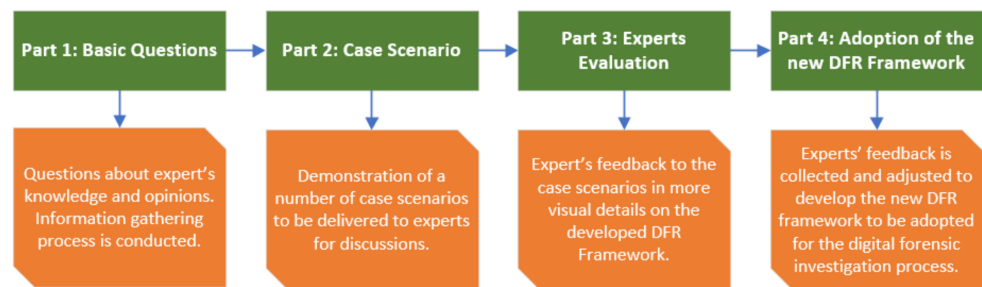 Part 1: Basic Questions
Part 2: Case Scenario
Part 3: Experts
Evaluation
Part 4: Adoption of the
new DFR Framework
Questions about expert's
knowledge and opinions.
Information gathering
process is conducted.
Demonstration of a
number of case scenarios
to be delivered to experts
for discussions.
Expert's feedback to the
case scenarios in more
visual details on the
developed DFR
Framework.
Experts' feedback is
collected and adjusted to
develop the new DFR
framework to be adopted
for the digital forensic
investigation process.